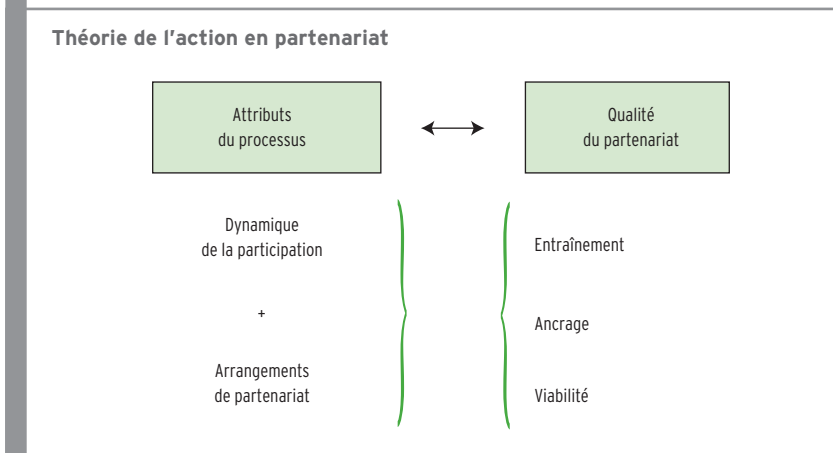 Théorie de l'action en partenariat
Attributs
du processus
Qualité
du partenariat
Dynamique
de la participation
+
Arrangements
de partenariat
Entraînement
Ancrage
Viabilité